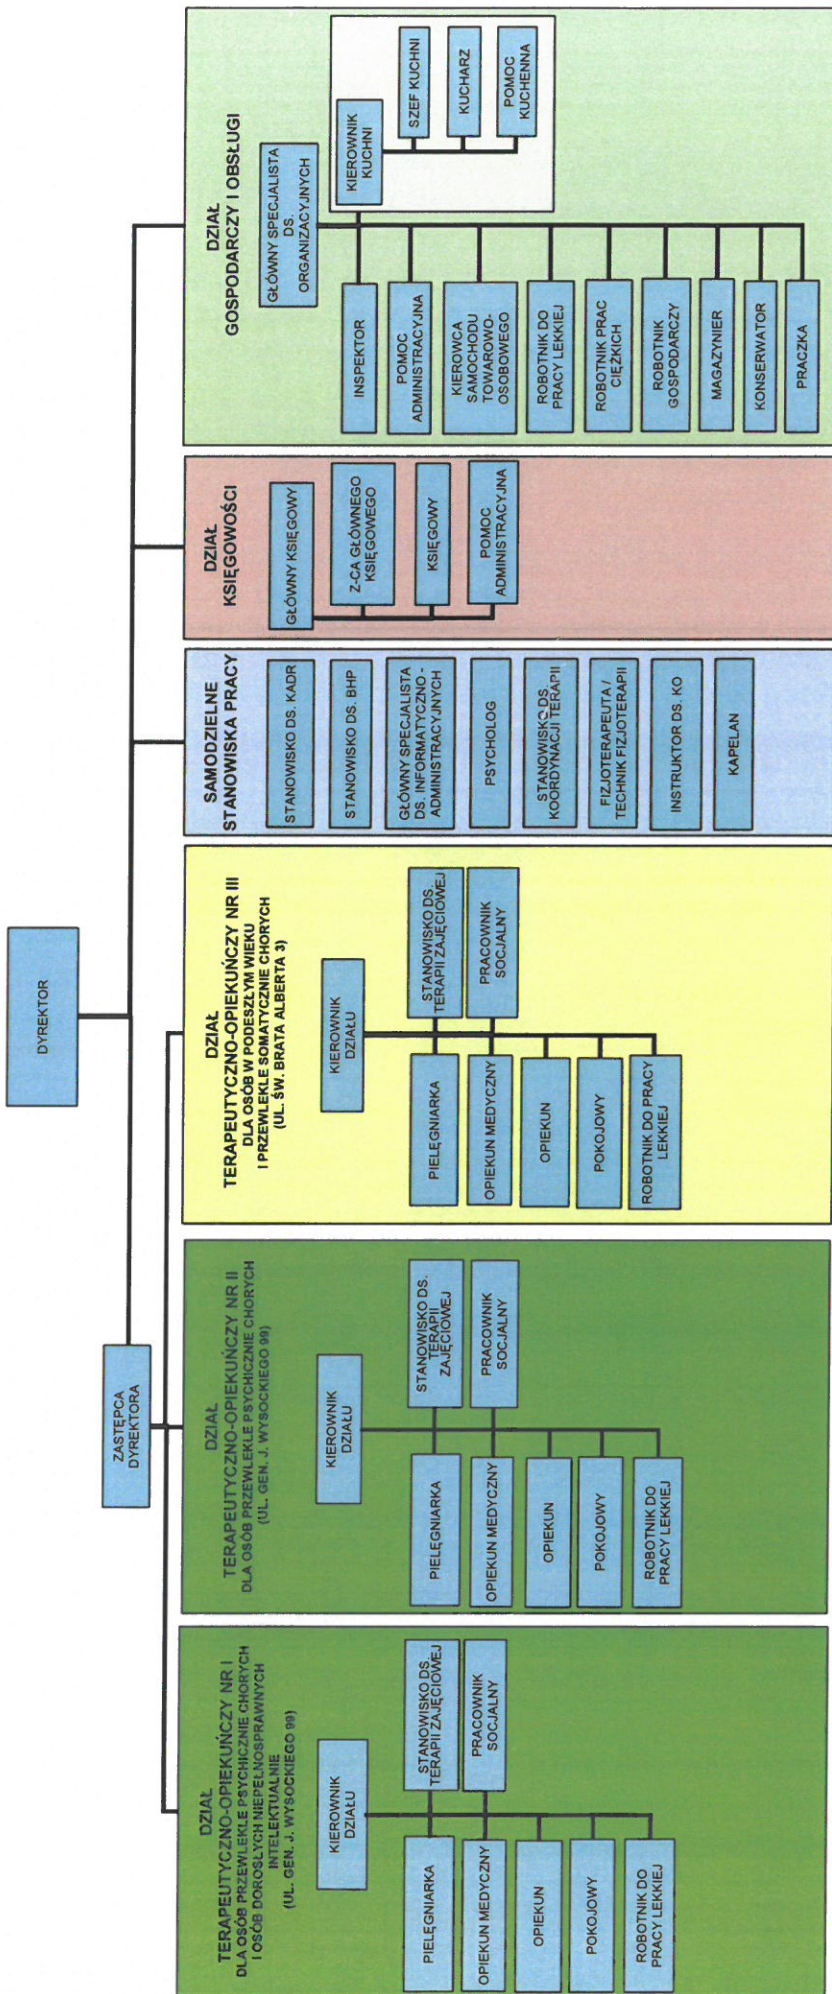 DYREKTOR
ZASTĘPCA
DYREKTORA
DZIAŁ
TERAPEUTYCZNO-OPIEKUŃCZY NR I
DLA OSÓB PRZEWLEKLE PSYCHICZNIE CHORYCH
I OSÓB DOROSŁYCH NIEPEŁNOSPRAWNYCH
INTELEKTUALNIE
(UL. GEN. J. WYSOCKIEGO 99)
KIEROWNIK
DZIAŁU
PIELĘGNIARKA
STANOWISKO DS.
TERAPII ZAJĘCIOWEJ
OPIEKUN MEDYCZNY
PRACOWNIK
SOCJALNY
OPIEKUN
POKOJOWY
ROBOTNIK DO
PRACY LEKKIEJ
DZIAŁ
TERAPEUTYCZNO-OPIEKUŃCZY NR II
DLA OSÓB PRZEWLEKLE PSYCHICZNIE CHORYCH
(UL. GEN. J. WYSOCKIEGO 99)
KIEROWNIK
DZIAŁU
PIELĘGNIARKA
STANOWISKO DS.
TERAPII
ZAJĘCIOWEJ
OPIEKUN MEDYCZNY
PRACOWNIK
SOCJALNY
OPIEKUN
POKOJOWY
ROBOTNIK DO
PRACY LEKKIEJ
DZIAŁ
TERAPEUTYCZNO-OPIEKUŃCZY NR III
DLA OSÓB W PODESZŁYM WIEKU
I PRZEWLEKLE SOMATYCZNIE CHORYCH
(UL. ŚW. BRATA ALBERTA 3)
KIEROWNIK
DZIAŁU
PIELĘGNIARKA
STANOWISKO DS.
TERAPII ZAJĘCIOWEJ
OPIEKUN MEDYCZNY
PRACOWNIK
SOCJALNY
OPIEKUN
POKOJOWY
ROBOTNIK DO PRACY
LEKKIEJ
SAMODZIELNE
STANOWISKA PRACY
STANOWISKO DS. KADR
STANOWISKO DS. BHP
GŁÓWNY SPECJALISTA
DS. INFORMATYCZNO -
ADMINISTRACYJNYCH
PSYCHOLOG
STANOWISKO DS.
KOORDYNACJI TERAPII
FIZJOTERAPEUTA /
TECHNIK FIZJOTERAPII
INSTRUKTOR DS. KO
KAPELAN
DZIAŁ
KSIĘGOWOŚCI
GŁÓWNY KSIĘGOWY
Z-CA GŁÓWNEGO
KSIĘGOWEGO
KSIĘGOWY
POMOC
ADMINISTRACYJNA
DZIAŁ
GOSPODARCZY I OBSŁUGI
GŁÓWNY SPECJALISTA
DS.
ORGANIZACYJNYCH
INSPEKTOR
POMOC
ADMINISTRACYJNA
KIEROWCA
SAMOCHODU
TOWAROWO-
OSOBOWEGO
ROBOTNIK DO
PRACY LEKKIEJ
ROBOTNIK PRAC
CIĘŻKICH
ROBOTNIK
GOSPODARCZY
MAGAZYNIER
KONSERWATOR
PRACZKA
KIEROWNIK
KUCHNI
SZEF KUCHNI
KUCHARZ
POMOC
KUCHENNA